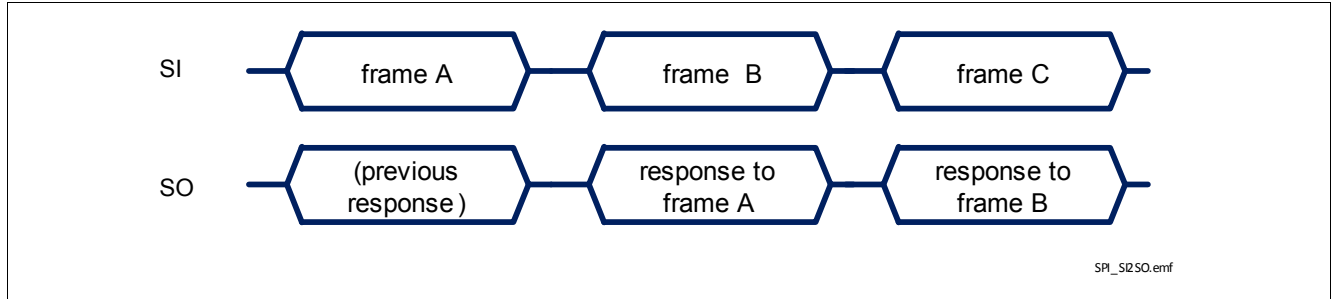 SI
frame A
frame B
frame C
SO
(previous
response)
response to
frame A
response to
frame B
SPI_SI2SO.emf